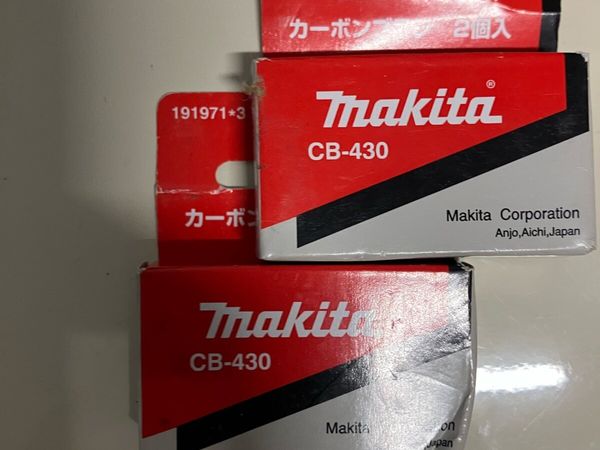 カーボンブラシ 2個入
makita®
CB-430
Makita Corporation
Anjo,Aichi,Japan
191971*3
カーボン
makita
CB-430
Makita